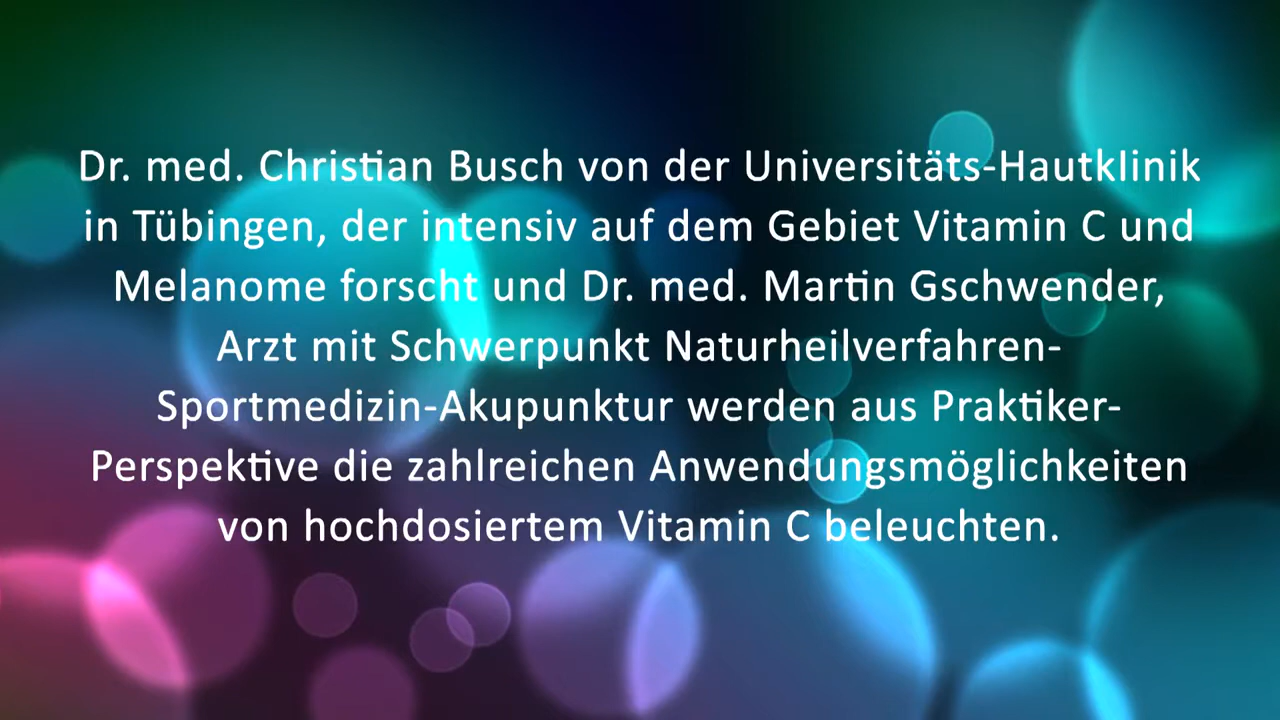 Dr. med. Christian Busch von der Universitäts-Hautklinik
in Tübingen, der intensiv auf dem Gebiet Vitamin C und
Melanome forscht und Dr. med. Martin Gschwender,
Arzt mit Schwerpunkt Naturheilverfahren-
Sportmedizin-Akupunktur werden aus Praktiker-
Perspektive die zahlreichen Anwendungsmöglichkeiten
von hochdosiertem Vitamin C beleuchten.